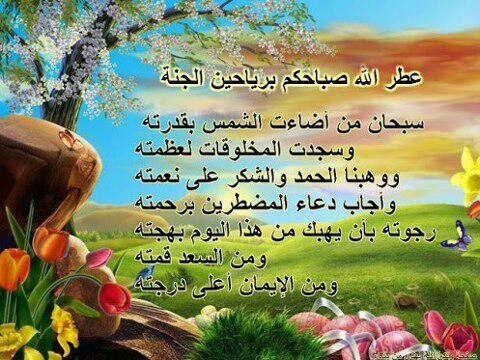 عطر الله صباحكم برياحين الجنة
سبحان من أضاءت الشمس بقدرته
وسجدت المخلوقات لعظمته
ووهبنا الحمد والشكر على نعمته
وأجاب دعاء المضطرين برحمته
رجوته بأن يهبك من هذا اليوم بهجته
ومن السعد قمته
ومن الإيمان أعلى درجته